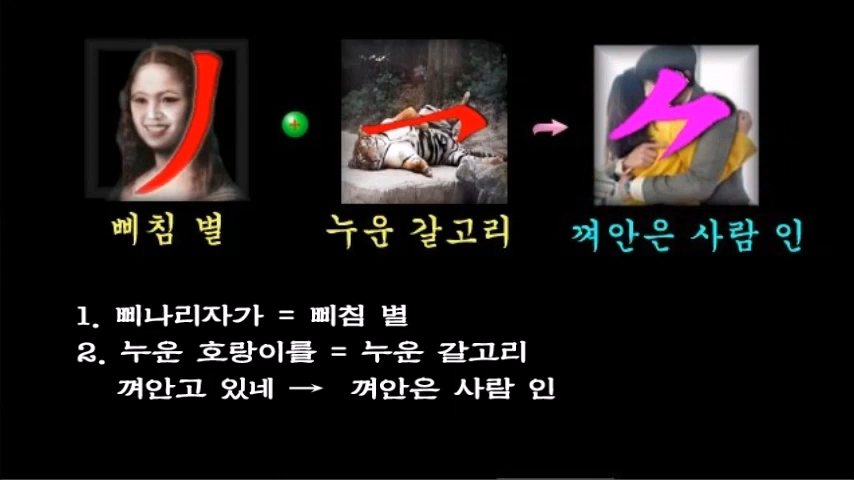 삐침 별 누운 갈고리 껴안은 사람 인
1. 삐나리자가 = 삐침 별
2. 누운 호랑이를 = 누운 갈고리
껴안고 있네 → 껴안은 사람 인